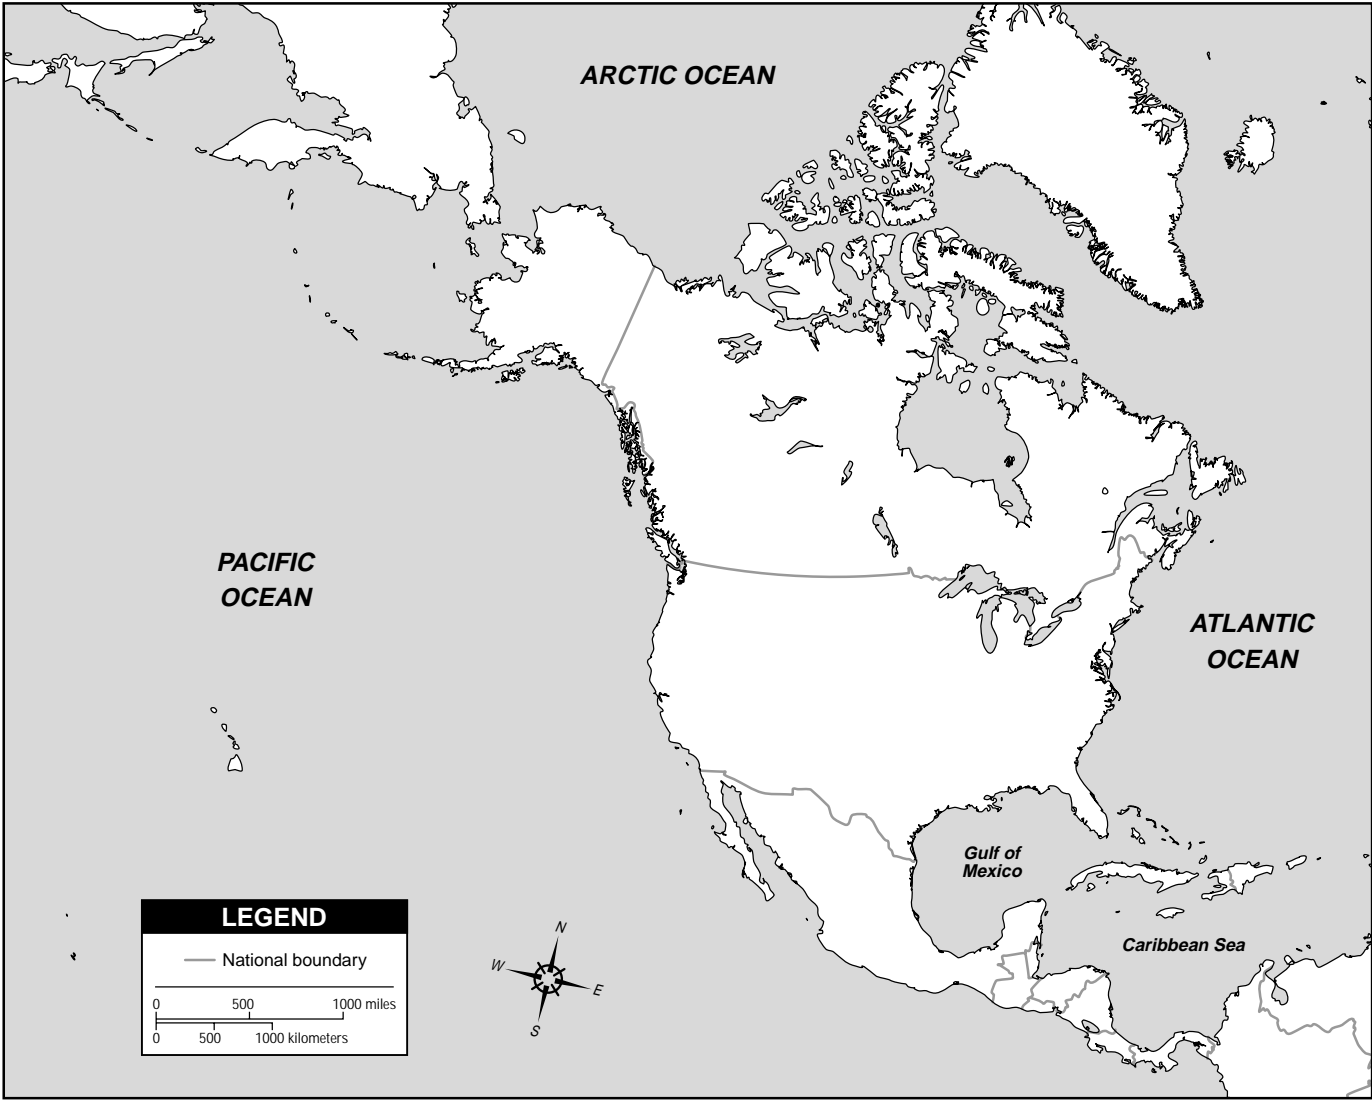 ARCTIC OCEAN
PACIFIC
OCEAN
ATLANTIC
OCEAN
Gulf of
Mexico
Caribbean Sea
LEGEND
National boundary
0 500 1000 miles
0 500 1000 kilometers
N
W
E
S